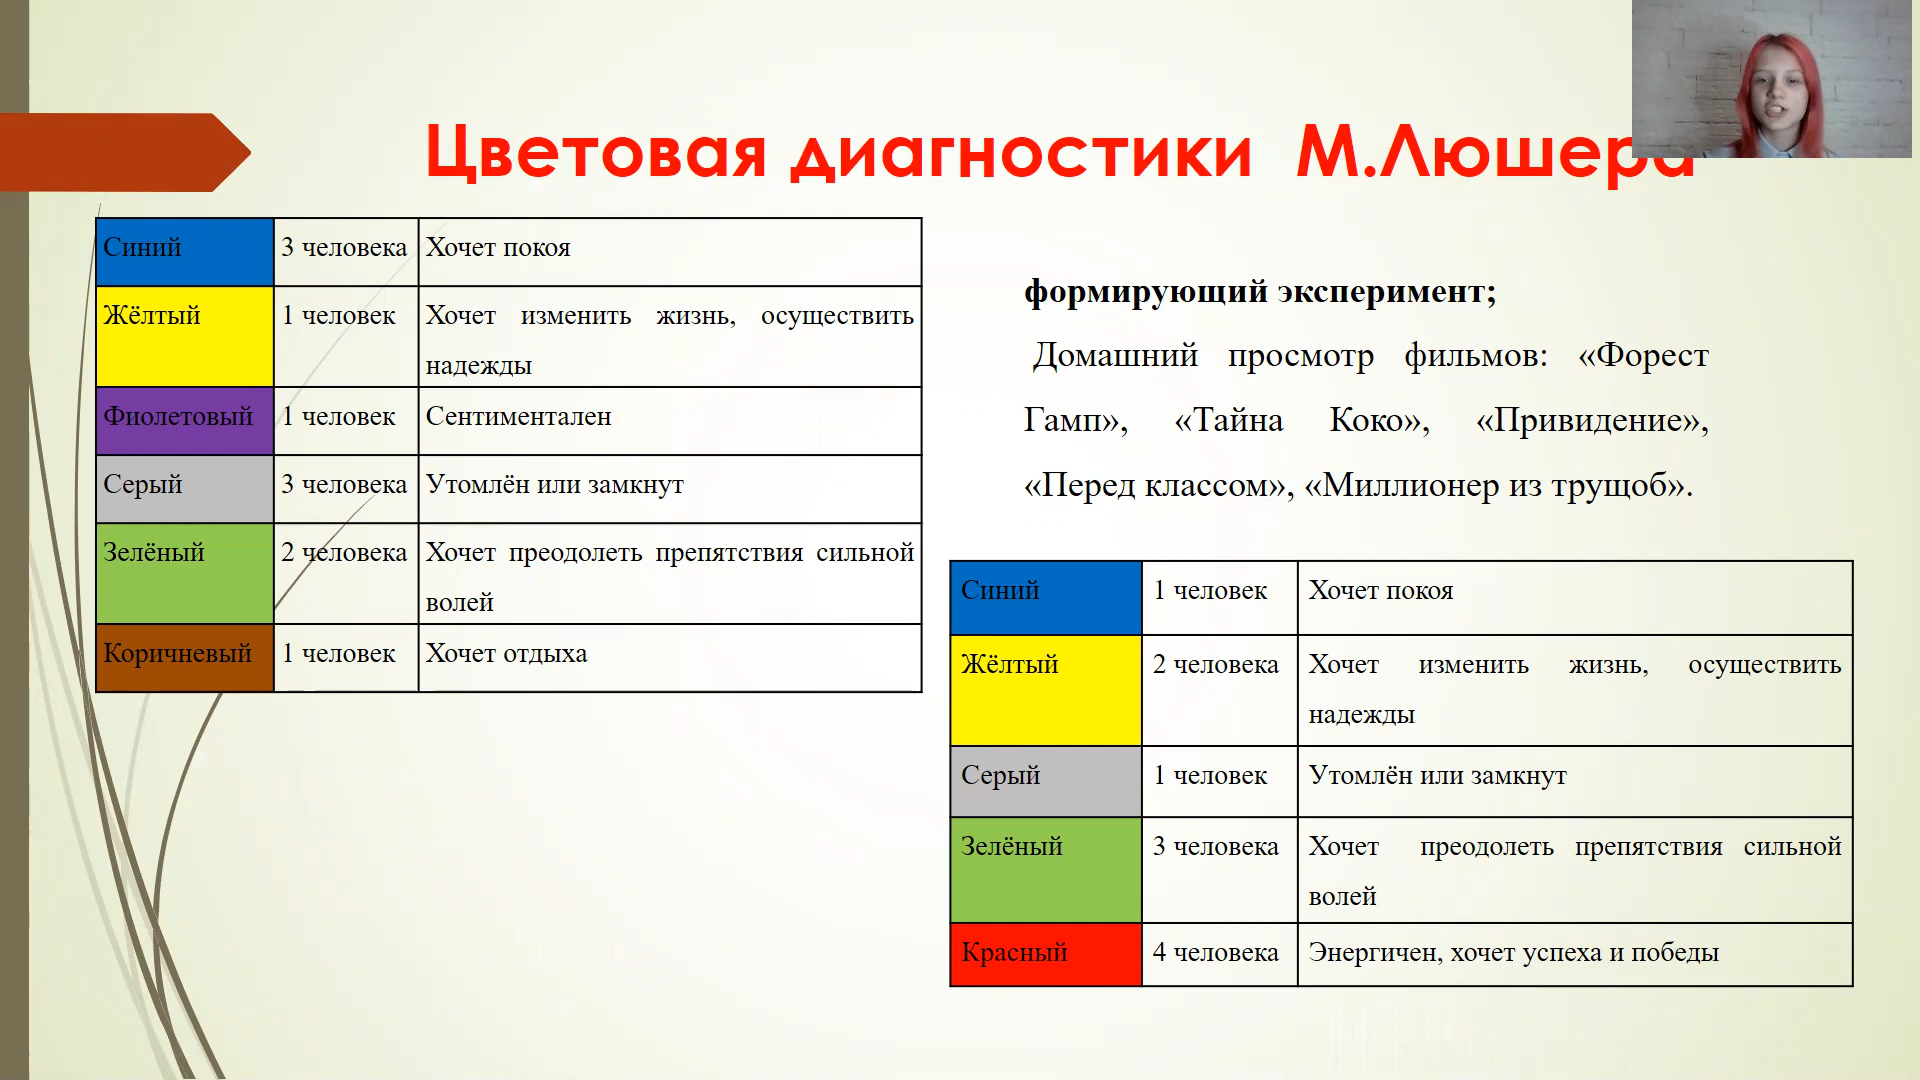 Цветовая диагностики М.Люшера
Синий 3 человека Хочет покоя
Жёлтый 1 человек Хочет изменить жизнь, осуществить
надежды
Фиолетовый 1 человек Сентиментален
Серый 3 человека Утомлён или замкнут
Зелёный 2 человека Хочет преодолеть препятствия сильной
волей
Коричневый 1 человек Хочет отдыха
формирующий эксперимент;
Домашний просмотр фильмов: «Форест
Гамп», «Тайна Коко», «Привидение»,
«Перед классом», «Миллионер из трущоб».
Синий 1 человек Хочет покоя
Жёлтый 2 человека Хочет изменить жизнь, осуществить
надежды
Серый 1 человек Утомлён или замкнут
Зелёный 3 человека Хочет преодолеть препятствия сильной
волей
Красный 4 человека Энергичен, хочет успеха и победы